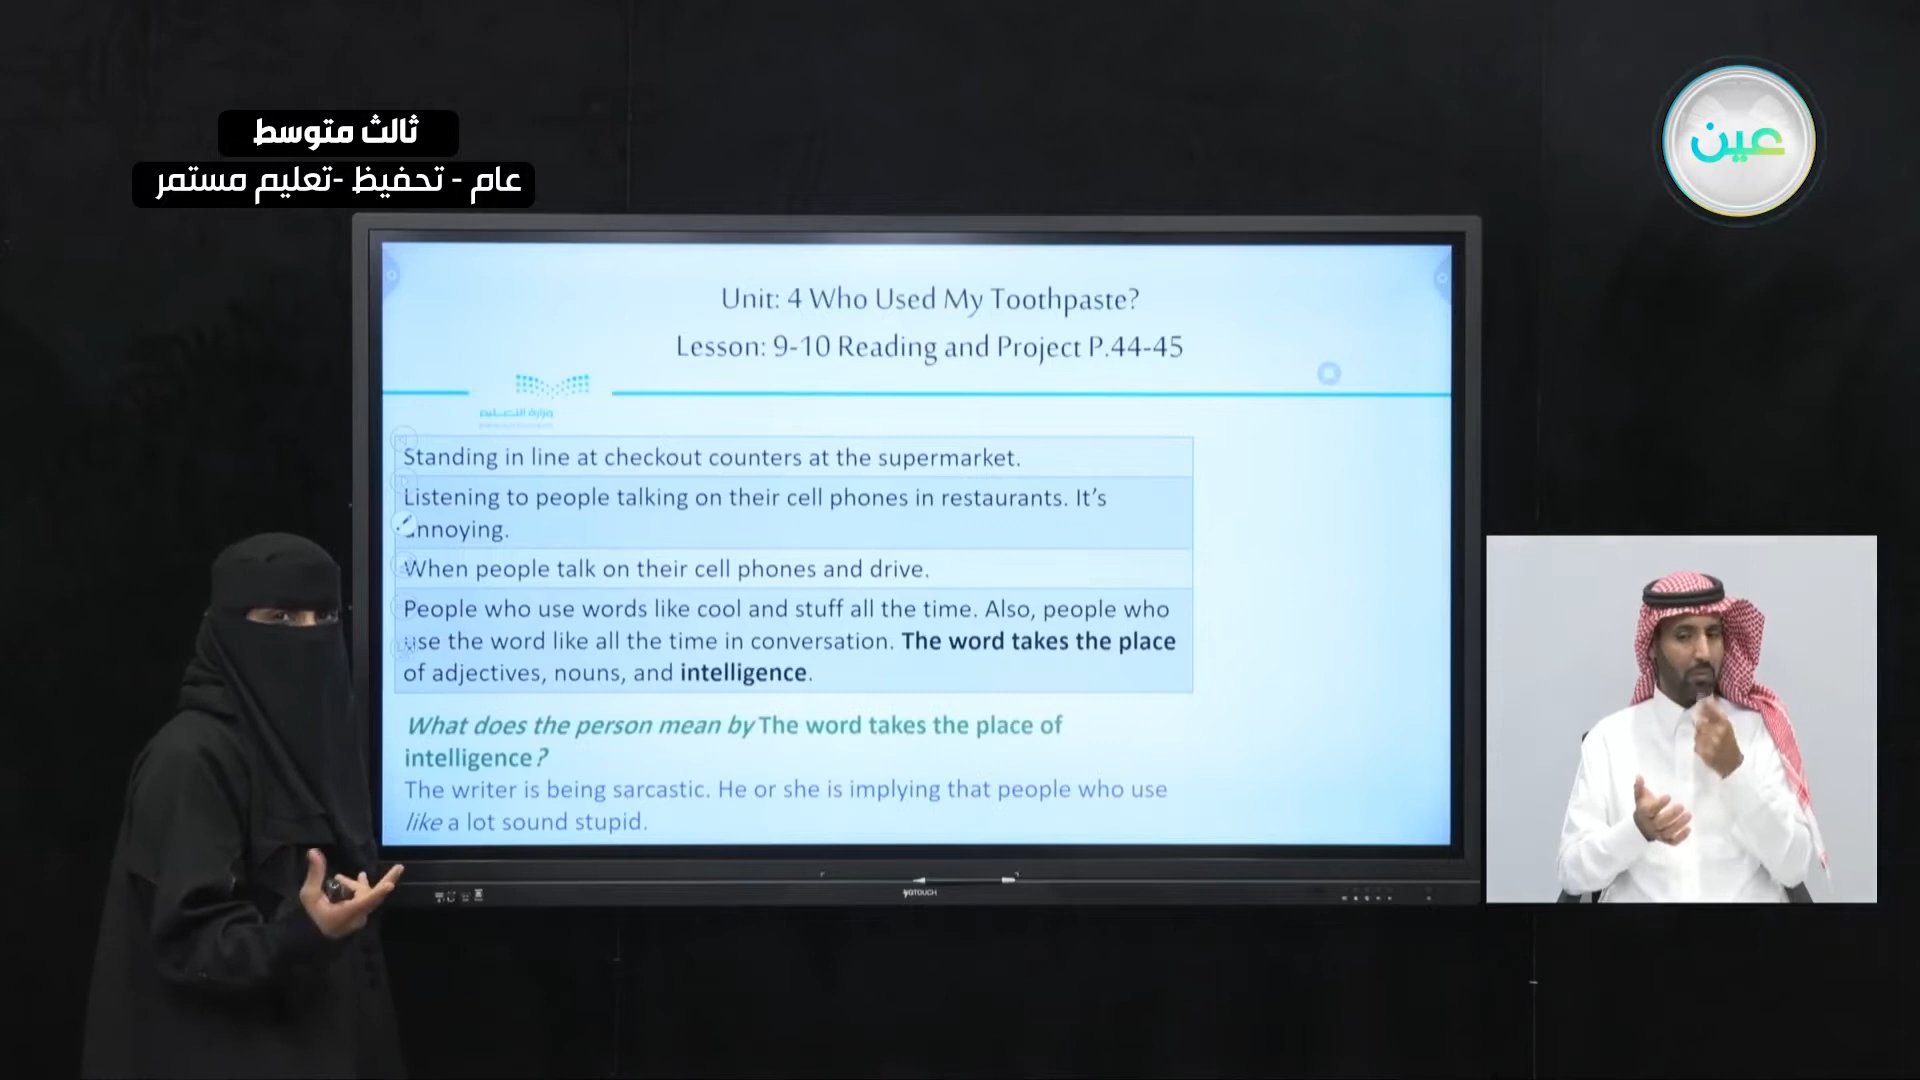 ثالث متوسط
عام - تحفيظ -تعليم مستمر
عين
Unit: 4 Who Used My Toothpaste?
Lesson: 9-10 Reading and Project P.44-45
وزارة التعليم
Standing in line at checkout counters at the supermarket.
Listening to people talking on their cell phones in restaurants. It's
annoying.
When people talk on their cell phones and drive.
People who use words like cool and stuff all the time. Also, people who
use the word like all the time in conversation. The word takes the place
of adjectives, nouns, and intelligence.
What does the person mean by The word takes the place of
intelligence?
The writer is being sarcastic. He or she is implying that people who use
like a lot sound stupid.